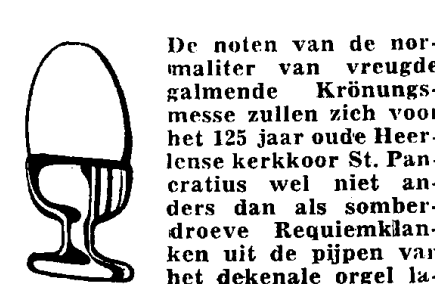 De noten van de nor-
maliter van vreugde
galmende Krönungs-
messe zullen zich voor
het 125 jaar oude Heer-
lense kerkkoor St. Pan-
cratius wel niet an-
ders dan als somber-
droeve Requiemklan-
ken uit de pijpen van
het dekenale orgel la-